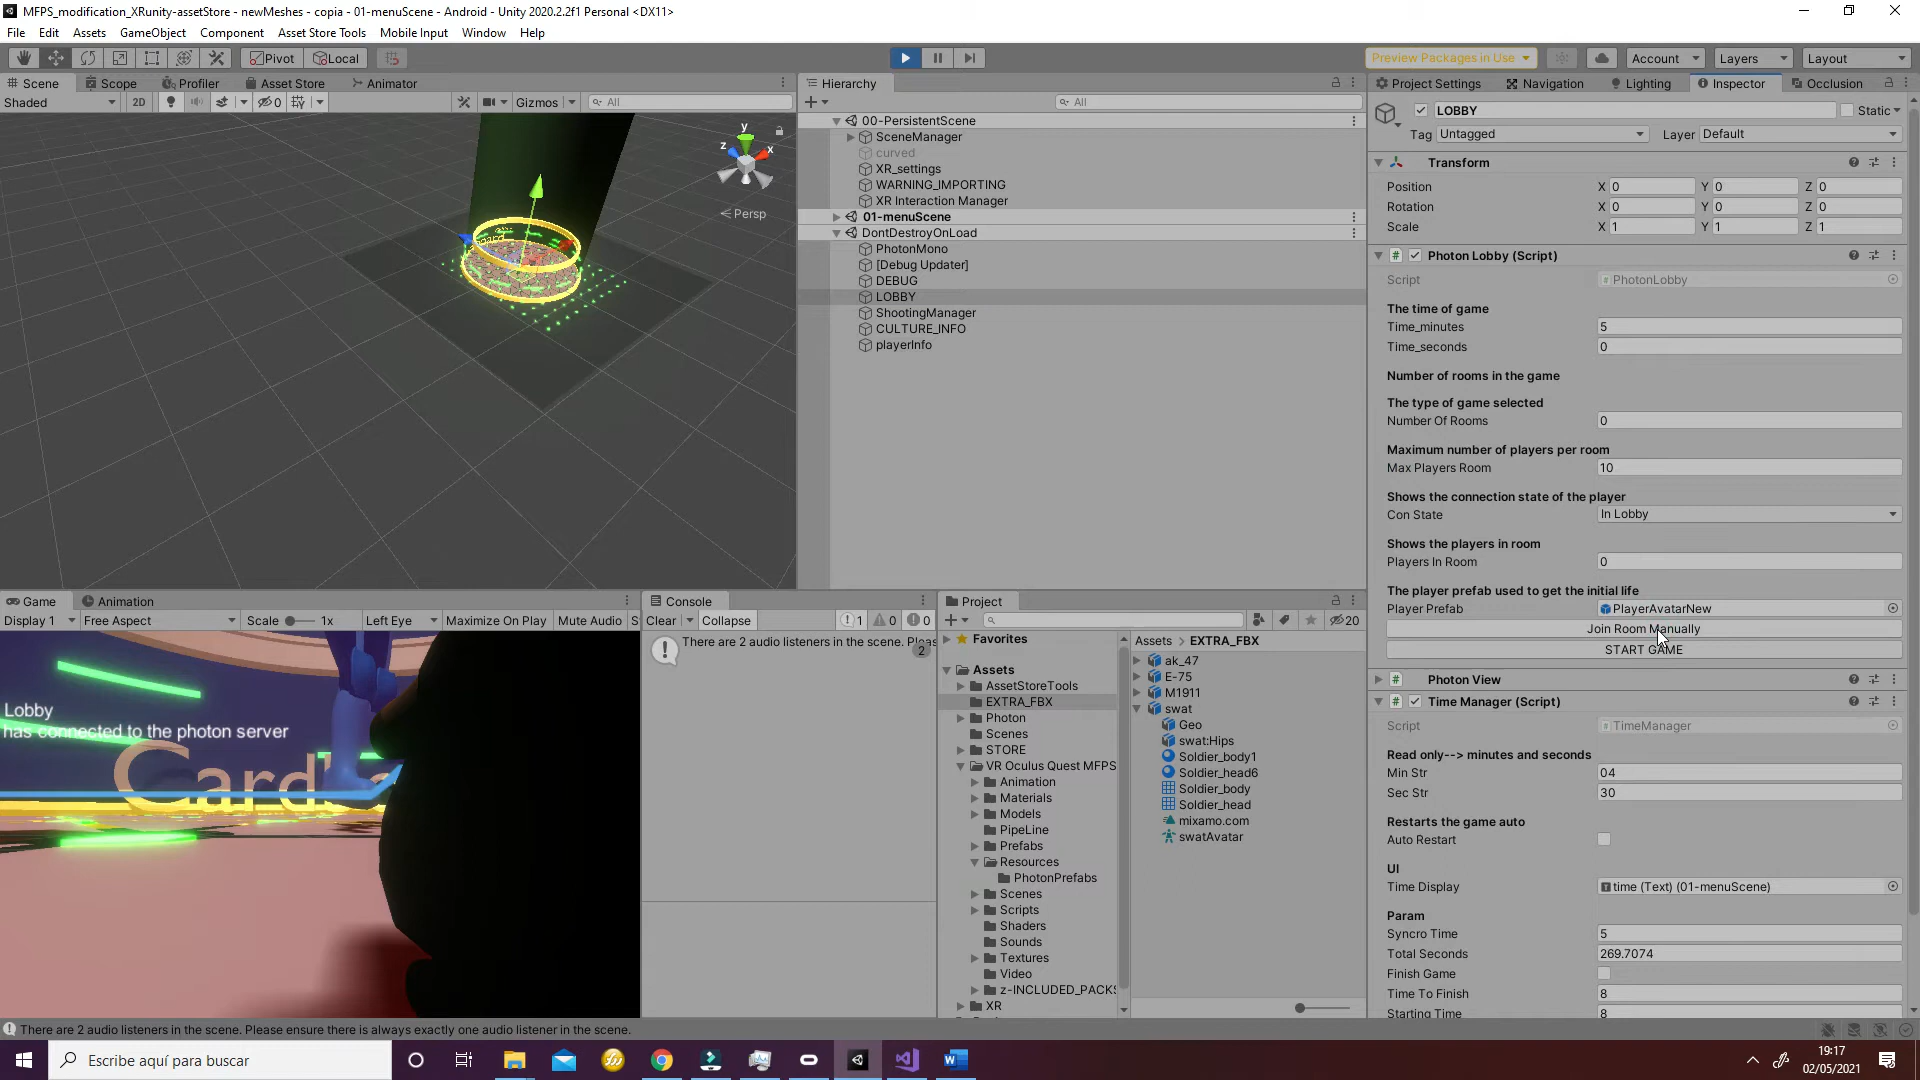 MFPS_modification_XRunity-assetStore - newMeshes - copia - 01-menuScene - Android - Unity 2020.2.2f1 Personal <DX11>
File Edit Assets GameObject Component Asset Store Tools Mobile Input Window Help
Pivot Local Preview Packages in Use Account Layers Layout
Scene Scope Profiler Asset Store Animator
Shaded 2D 0 Gizmos All
y
z x
Persp
Hierarchy
All
00-PersistentScene
SceneManager
curved
XR_settings
WARNING_IMPORTING
XR Interaction Manager
01-menuScene
DontDestroyOnLoad
PhotonMono
[Debug Updater]
DEBUG
LOBBY
ShootingManager
CULTURE_INFO
playerInfo
Project Settings Navigation Lighting Inspector Occlusion
LOBBY Static
Tag Untagged Layer Default
Transform
Position X 0 Y 0 Z 0
Rotation X 0 Y 0 Z 0
Scale X 1 Y 1 Z 1
Photon Lobby (Script)
Script PhotonLobby
The time of game
Time_minutes 5
Time_seconds 0
Number of rooms in the game
The type of game selected
Number Of Rooms 0
Maximum number of players per room
Max Players Room 10
Shows the connection state of the player
Con State In Lobby
Shows the players in room
Players In Room 0
The player prefab used to get the initial life
Player Prefab PlayerAvatarNew
Join Room Manually
START GAME
Photon View
Time Manager (Script)
Script TimeManager
Read only--> minutes and seconds
Min Str 04
Sec Str 30
Restarts the game auto
Auto Restart
UI
Time Display time (Text) (01-menuScene)
Param
Syncro Time 5
Total Seconds 269.7074
Finish Game
Time To Finish 8
Starting Time 8
Game Animation
Display 1 Free Aspect Scale 1x Left Eye Maximize On Play Mute Audio S
Lobby
has connected to the photon server
Cardb
Console
Clear Collapse 1 0 0
There are 2 audio listeners in the scene. Pleas 2
Project
20
Favorites
Assets
AssetStoreTools
EXTRA_FBX
Photon
Scenes
STORE
VR Oculus Quest MFPS
Animation
Materials
Models
PipeLine
Prefabs
Resources
PhotonPrefabs
Scenes
Scripts
Shaders
Sounds
Textures
Video
z-INCLUDED_PACKS
XR
Assets EXTRA_FBX
ak_47
E-75
M1911
swat
Geo
swat:Hips
Soldier_body1
Soldier_head6
Soldier_body
Soldier_head
mixamo.com
swatAvatar
There are 2 audio listeners in the scene. Please ensure there is always exactly one audio listener in the scene.
Escribe aquí para buscar
19:17
02/05/2021